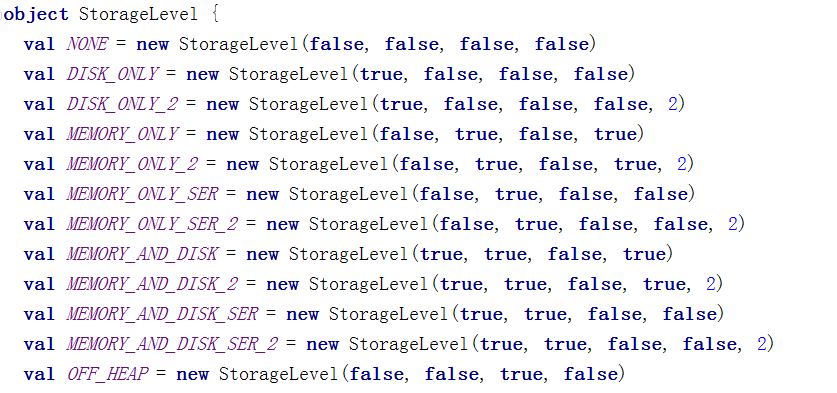 object StorageLevel {
val NONE = new StorageLevel(false, false, false, false)
val DISK_ONLY = new StorageLevel(true, false, false, false)
val DISK_ONLY_2 = new StorageLevel(true, false, false, false, 2)
val MEMORY_ONLY = new StorageLevel(false, true, false, true)
val MEMORY_ONLY_2 = new StorageLevel(false, true, false, true, 2)
val MEMORY_ONLY_SER = new StorageLevel(false, true, false, false)
val MEMORY_ONLY_SER_2 = new StorageLevel(false, true, false, false, 2)
val MEMORY_AND_DISK = new StorageLevel(true, true, false, true)
val MEMORY_AND_DISK_2 = new StorageLevel(true, true, false, true, 2)
val MEMORY_AND_DISK_SER = new StorageLevel(true, true, false, false)
val MEMORY_AND_DISK_SER_2 = new StorageLevel(true, true, false, false, 2)
val OFF_HEAP = new StorageLevel(false, false, true, false)